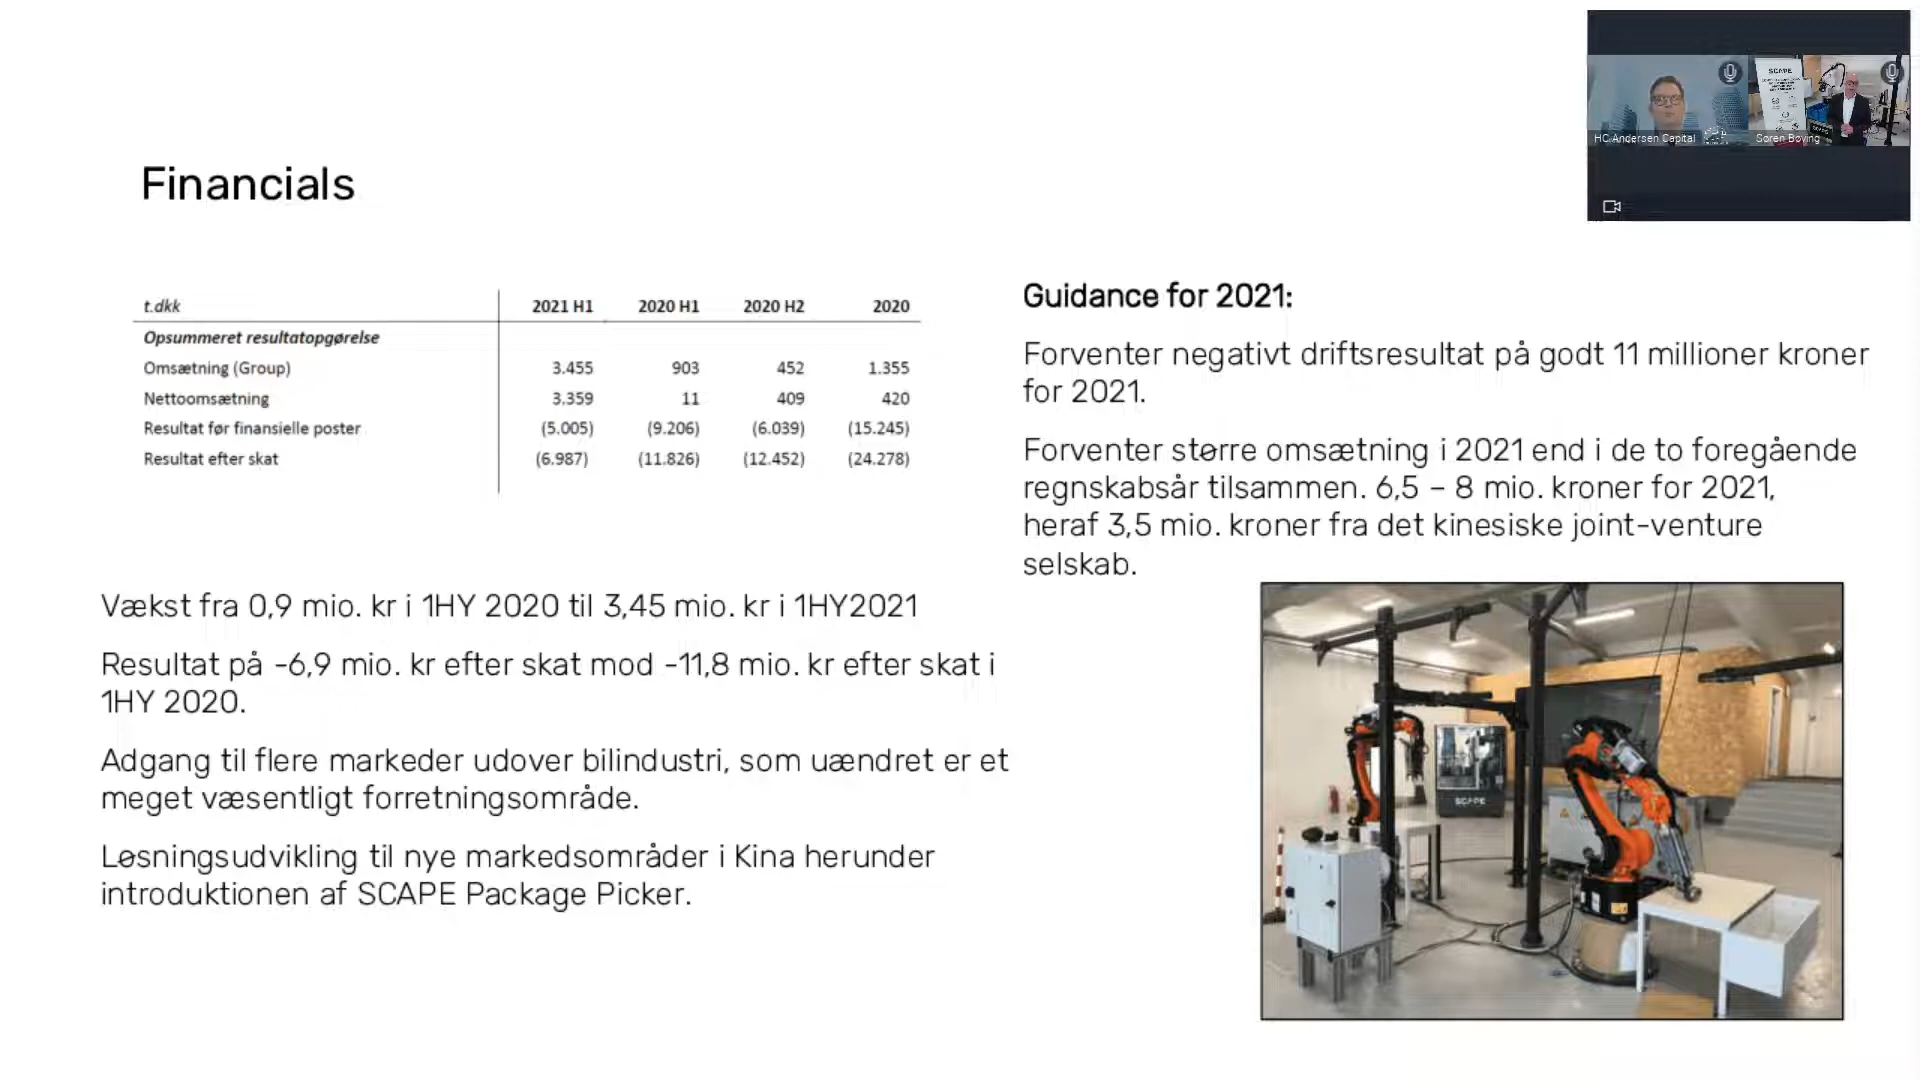 HC Andersen Capital
Søren Bøving
SCAPE
Financials
t.dkk 2021 H1 2020 H1 2020 H2 2020
Opsummeret resultatopgørelse
Omsætning (Group) 3.455 903 452 1.355
Nettoomsætning 3.359 11 409 420
Resultat før finansielle poster (5.005) (9.206) (6.039) (15.245)
Resultat efter skat (6.987) (11.826) (12.452) (24.278)
Guidance for 2021:
Forventer negativt driftsresultat på godt 11 millioner kroner
for 2021.
Forventer større omsætning i 2021 end i de to foregående
regnskabsår tilsammen. 6,5 – 8 mio. kroner for 2021,
heraf 3,5 mio. kroner fra det kinesiske joint-venture
selskab.
Vækst fra 0,9 mio. kr i 1HY 2020 til 3,45 mio. kr i 1HY2021
Resultat på -6,9 mio. kr efter skat mod -11,8 mio. kr efter skat i
1HY 2020.
Adgang til flere markeder udover bilindustri, som uændret er et
meget væsentligt forretningsområde.
Løsningsudvikling til nye markedsområder i Kina herunder
introduktionen af SCAPE Package Picker.
SCAPE